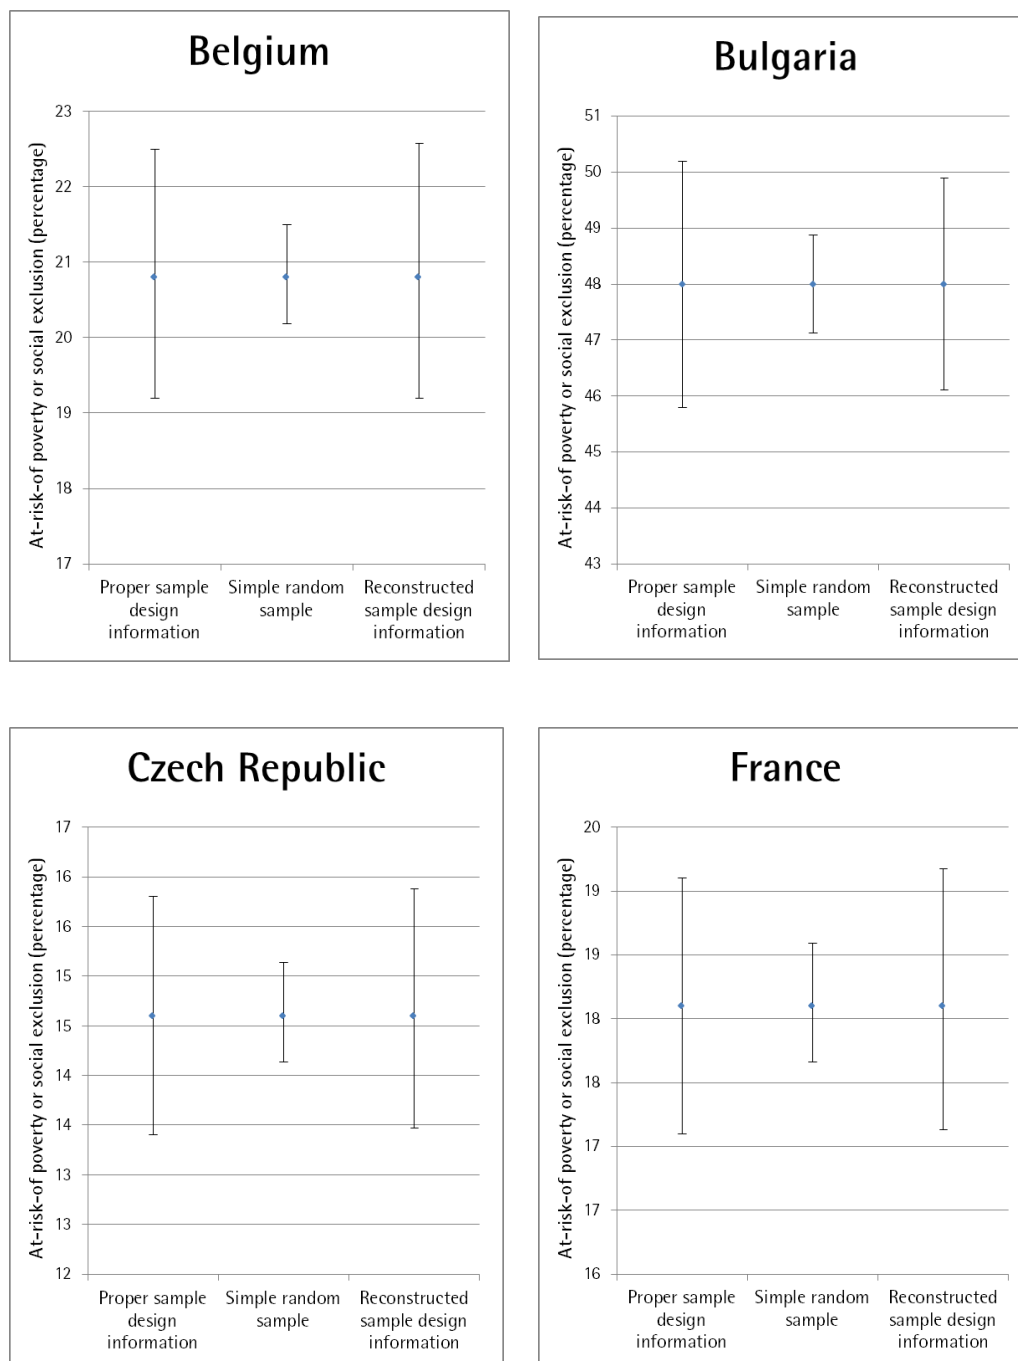 Belgium
At-risk-of poverty or social exclusion (percentage)
23
22
21
20
19
18
17
Proper sample
design
information
Simple random
sample
Reconstructed
sample design
information
Bulgaria
At-risk-of poverty or social exclusion (percentage)
51
50
49
48
47
46
45
44
43
Proper sample
design
information
Simple random
sample
Reconstructed
sample design
information
Czech Republic
At-risk-of poverty or social exclusion (percentage)
17
16
16
15
15
14
14
13
13
12
Proper sample
design
information
Simple random
sample
Reconstructed
sample design
information
France
At-risk-of poverty or social exclusion (percentage)
20
19
19
18
18
17
17
16
Proper sample
design
information
Simple random
sample
Reconstructed
sample design
information